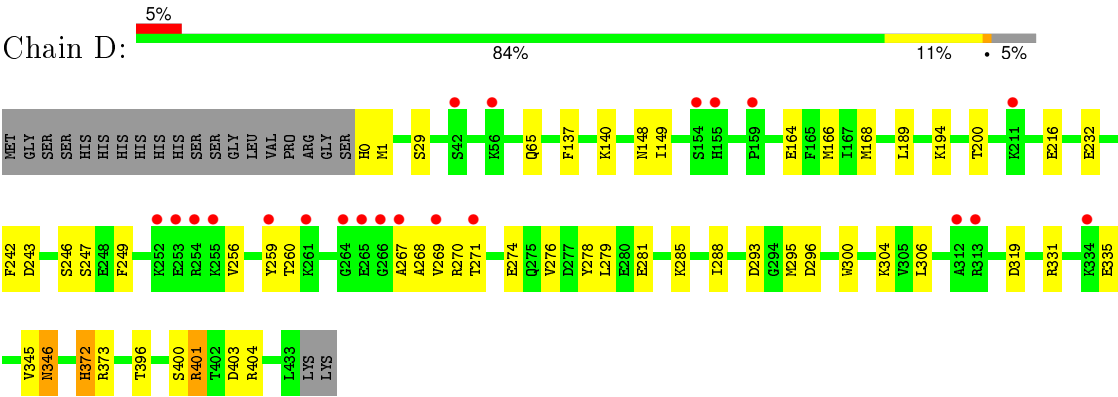 5%
Chain D:
84% 11% • 5%
MET GLY SER SER HIS HIS HIS HIS HIS HIS SER SER GLY LEU VAL PRO ARG GLY SER H0 M1 S29 S42 K56 Q65 F137 K140 N148 I149 S154 H155 P159 E164 F165 M166 I167 M168 L189 K194 T200 K211 E216 E232
F242 D243 S246 S247 E248 F249 K252 E253 R254 K255 V256 Y259 T260 K261 G264 E265 G266 A267 A268 V269 R270 T271 E274 Q275 V276 D277 Y278 L279 E280 E281 K285 I288 D293 G294 M295 D296 W300 K304 V305 L306 A312 R313 D319 R331 K334 E335
V345 N346 H372 R373 T396 S400 R401 T402 D403 R404 L433 LYS LYS